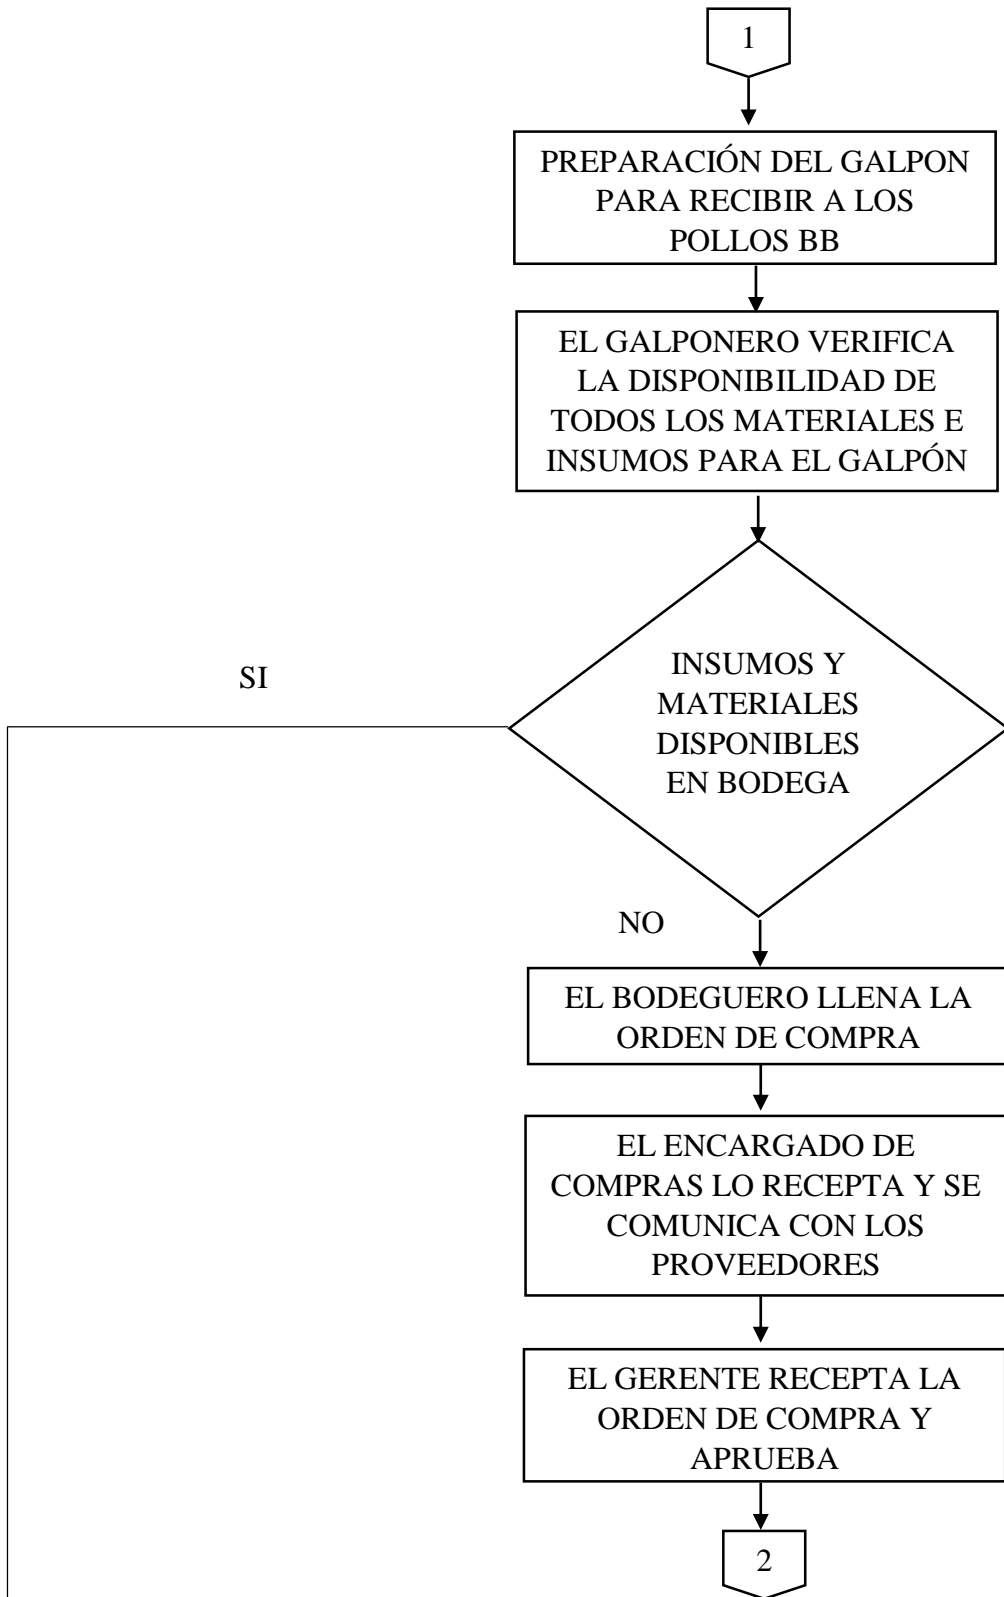 1
PREPARACIÓN DEL GALPON
PARA RECIBIR A LOS
POLLOS BB
EL GALPONERO VERIFICA
LA DISPONIBILIDAD DE
TODOS LOS MATERIALES E
INSUMOS PARA EL GALPÓN
SI
INSUMOS Y
MATERIALES
DISPONIBLES
EN BODEGA
NO
EL BODEGUERO LLENA LA
ORDEN DE COMPRA
EL ENCARGADO DE
COMPRAS LO RECEPTA Y SE
COMUNICA CON LOS
PROVEEDORES
EL GERENTE RECEPTA LA
ORDEN DE COMPRA Y
APRUEBA
2